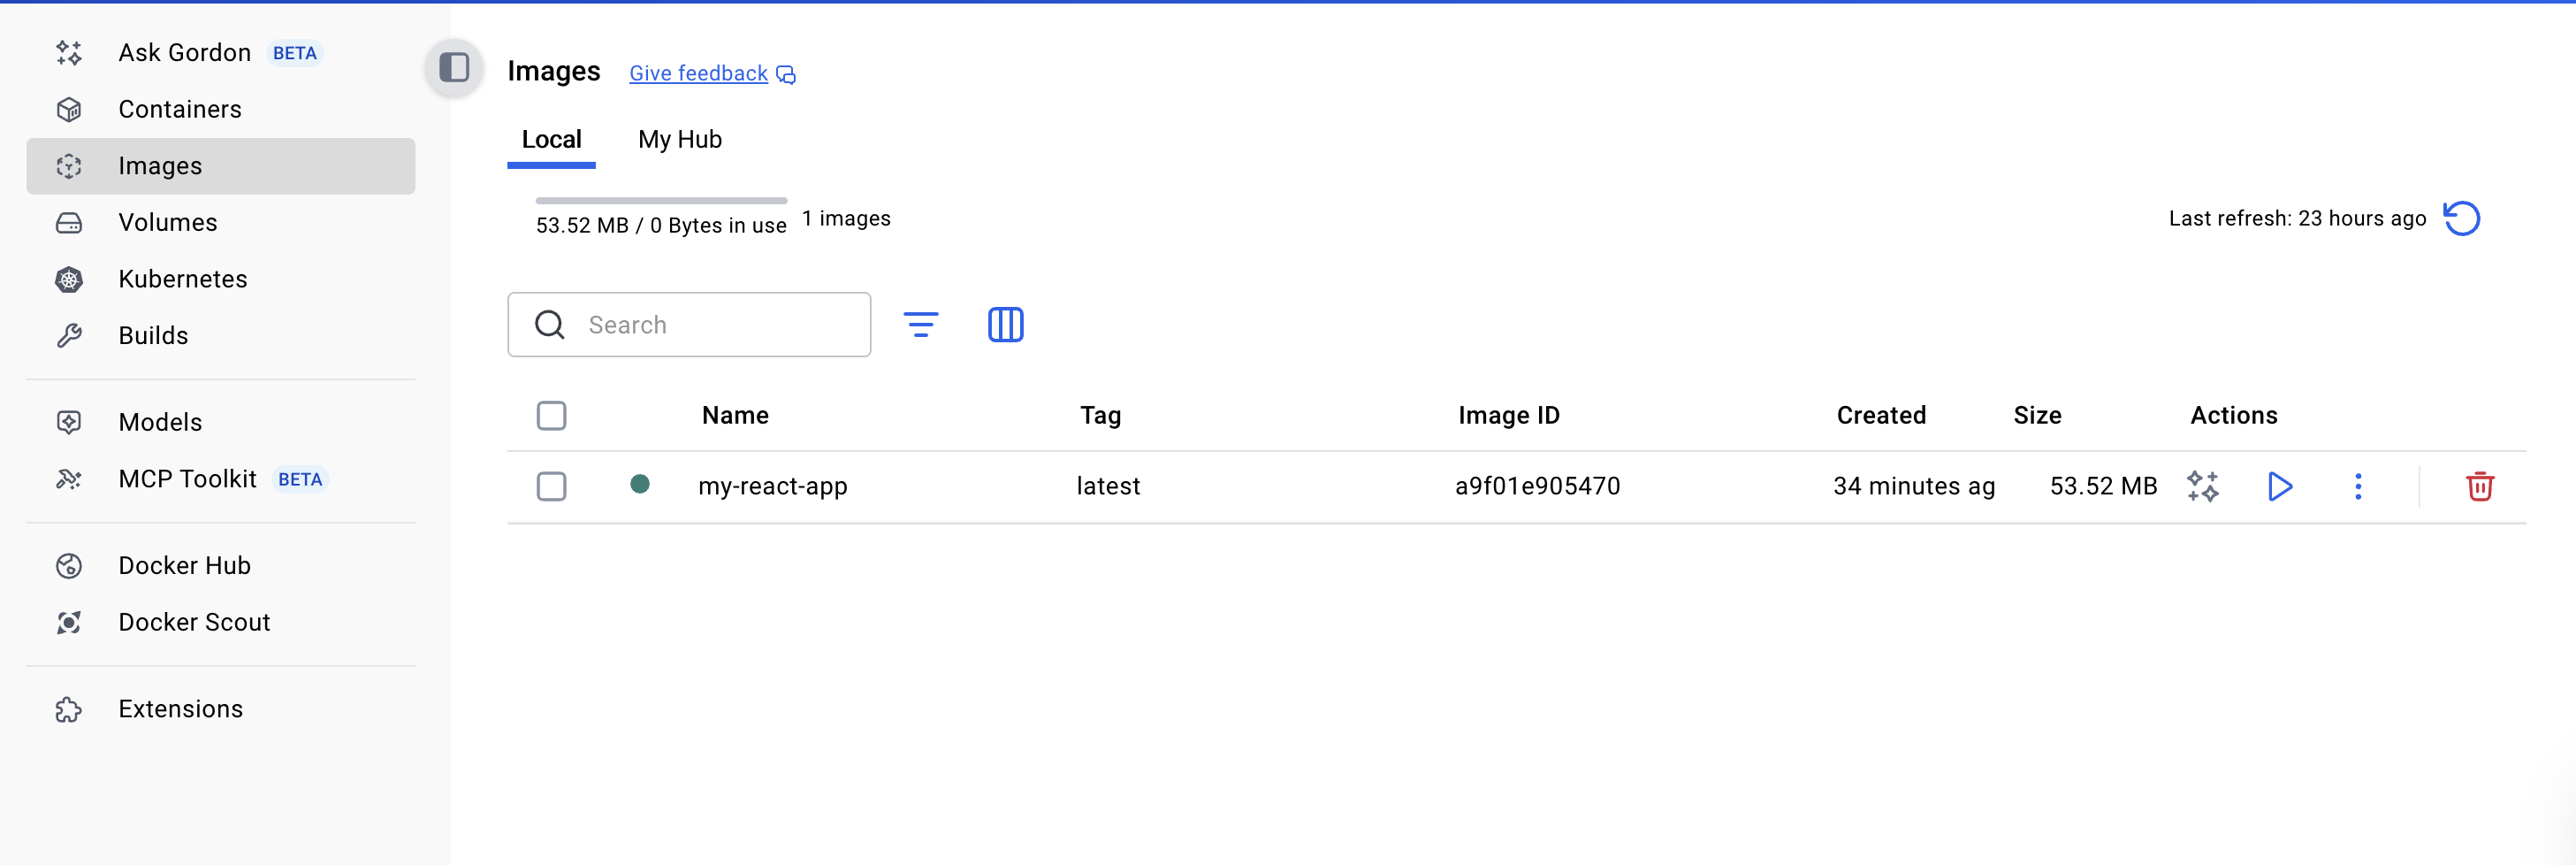 Ask Gordon BETA
Containers
Images
Volumes
Kubernetes
Builds
Models
MCP Toolkit BETA
Docker Hub
Docker Scout
Extensions
Images Give feedback
Local My Hub
53.52 MB / 0 Bytes in use 1 images
Last refresh: 23 hours ago
Search
Name Tag Image ID Created Size Actions
my-react-app latest a9f01e905470 34 minutes ag 53.52 MB